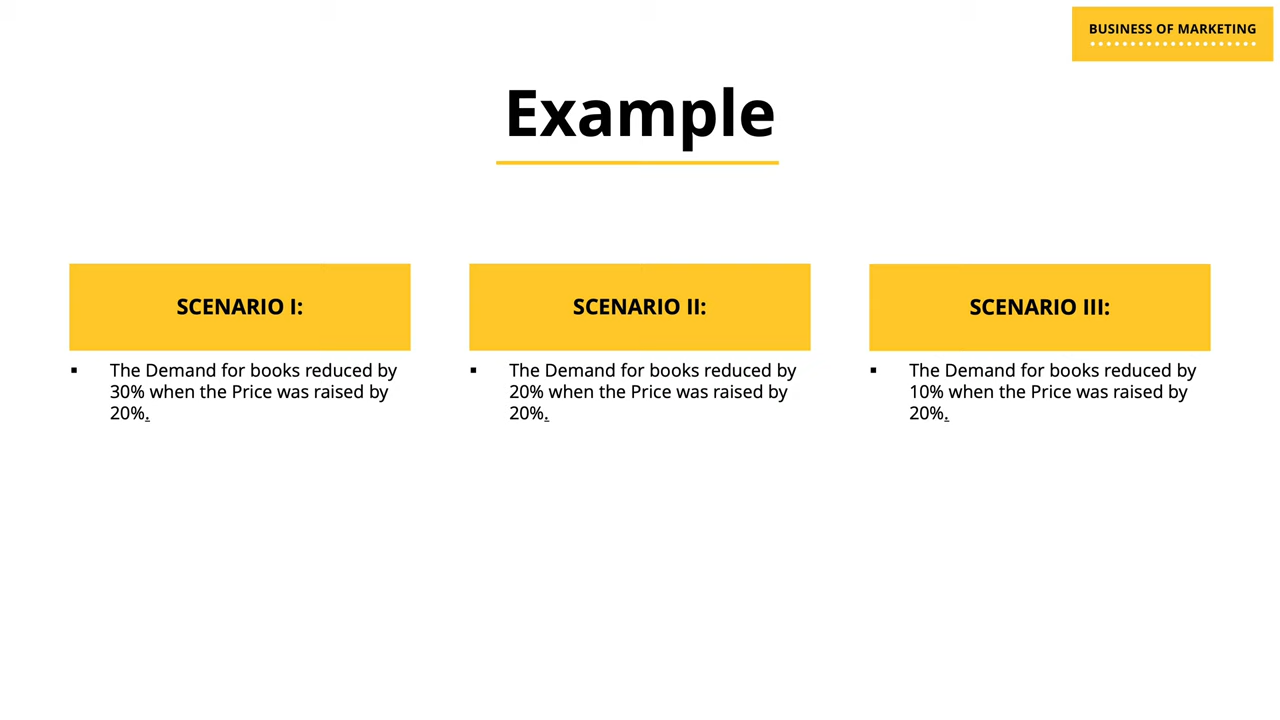 BUSINESS OF MARKETING
Example
SCENARIO I:
▪ The Demand for books reduced by
30% when the Price was raised by
20%.
SCENARIO II:
▪ The Demand for books reduced by
20% when the Price was raised by
20%.
SCENARIO III:
▪ The Demand for books reduced by
10% when the Price was raised by
20%.